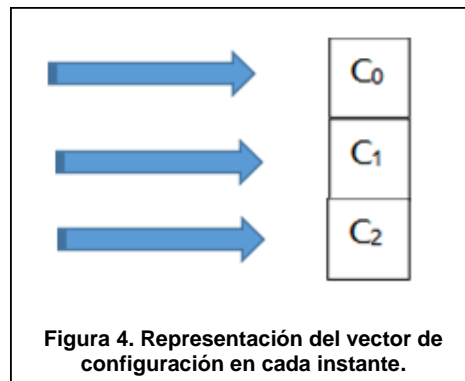 C₀
C₁
C₂
Figura 4. Representación del vector de
configuración en cada instante.